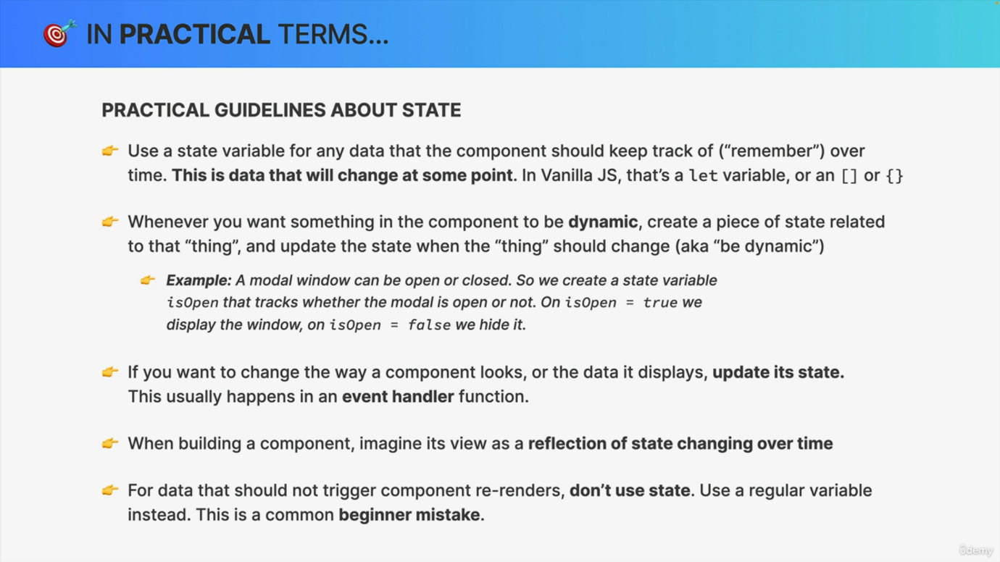 IN PRACTICAL TERMS...
PRACTICAL GUIDELINES ABOUT STATE
Use a state variable for any data that the component should keep track of (“remember”) over
time. This is data that will change at some point. In Vanilla JS, that’s a let variable, or an [] or {}
Whenever you want something in the component to be dynamic, create a piece of state related
to that “thing”, and update the state when the “thing” should change (aka “be dynamic”)
Example: A modal window can be open or closed. So we create a state variable
isOpen that tracks whether the modal is open or not. On isOpen = true we
display the window, on isOpen = false we hide it.
If you want to change the way a component looks, or the data it displays, update its state.
This usually happens in an event handler function.
When building a component, imagine its view as a reflection of state changing over time
For data that should not trigger component re-renders, don’t use state. Use a regular variable
instead. This is a common beginner mistake.
ûdemy